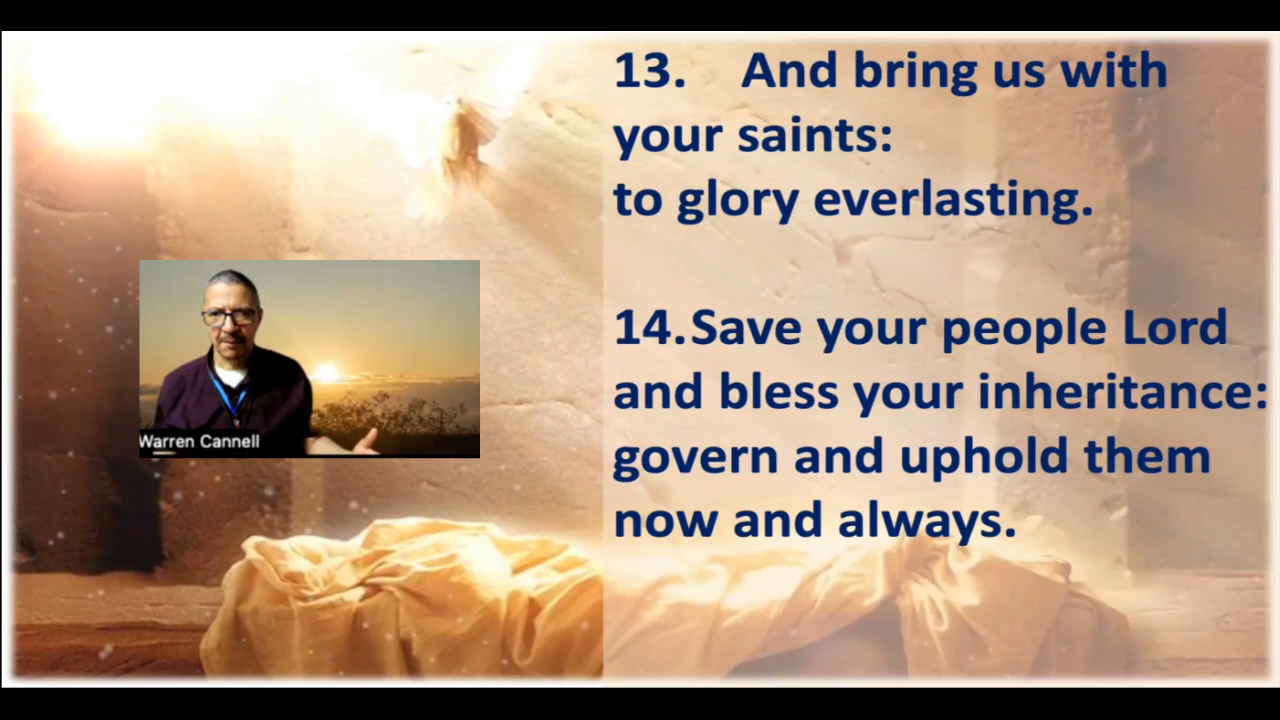 13. And bring us with
your saints:
to glory everlasting.
14. Save your people Lord
and bless your inheritance:
govern and uphold them
now and always.
Warren Cannell